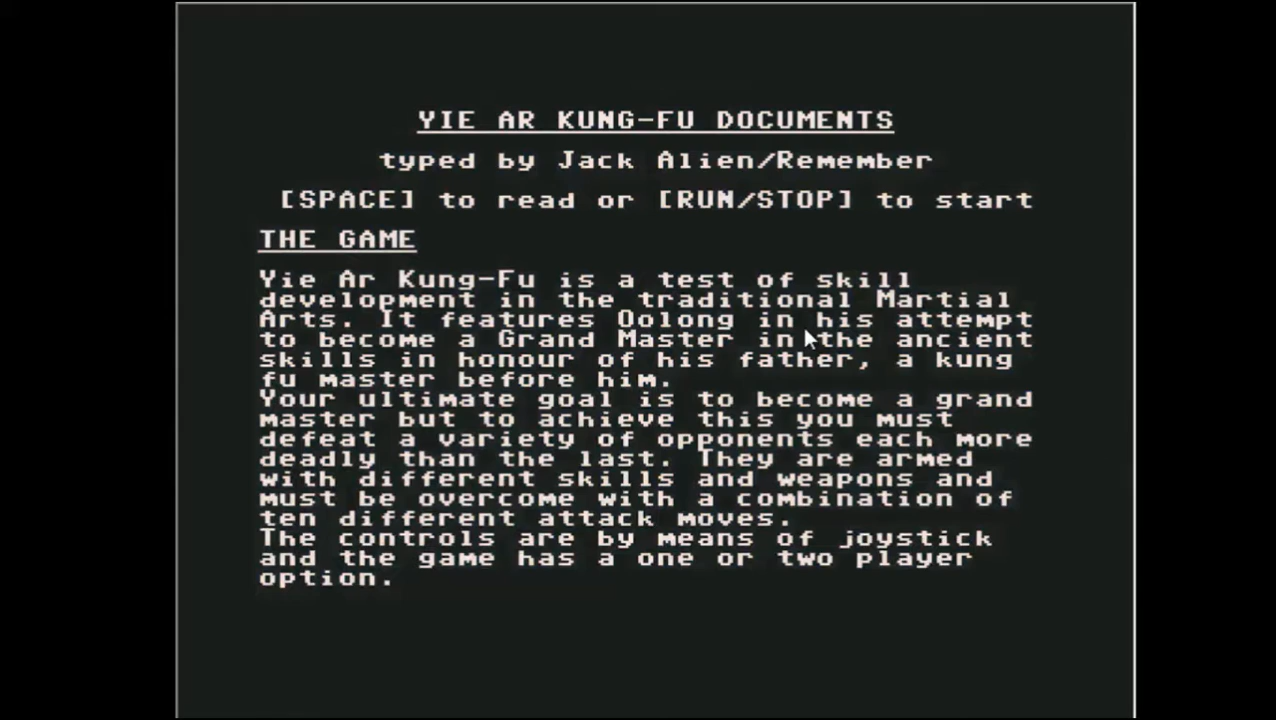 YIE AR KUNG-FU DOCUMENTS
typed by Jack Alien/Remember
[SPACE] to read or [RUN/STOP] to start
THE GAME
Yie Ar Kung-Fu is a test of skill
development in the traditional Martial
Arts. It features Oolong in his attempt
to become a Grand Master in the ancient
skills in honour of his father, a kung
fu master before him.
Your ultimate goal is to become a grand
master but to achieve this you must
defeat a variety of opponents each more
deadly than the last. They are armed
with different skills and weapons and
must be overcome with a combination of
ten different attack moves.
The controls are by means of joystick
and the game has a one or two player
option.